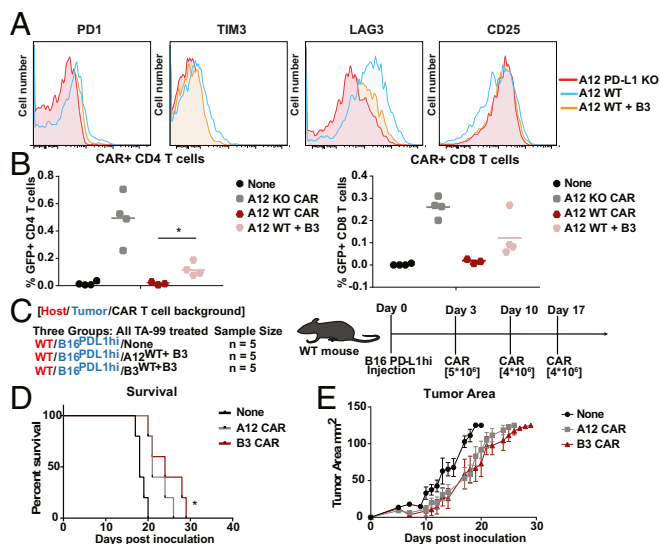 A
PD1
TIM3
LAG3
CD25
Cell number
Cell number
Cell number
Cell number
A12 PD-L1 KO
A12 WT
A12 WT + B3
B
CAR+ CD4 T cells
% GFP+ CD4 T cells
0.8
0.6
0.4
0.2
0.0
*
None
A12 KO CAR
A12 WT CAR
A12 WT + B3
CAR+ CD8 T cells
% GFP+ CD8 T cells
0.4
0.3
0.2
0.1
0.0
-0.1
None
A12 KO CAR
A12 WT CAR
A12 WT + B3
C
[Host/Tumor/CAR T cell background]
Three Groups: All TA-99 treated Sample Size
WT/B16PDL1hi/None n = 5
WT/B16PDL1hi/A12WT+ B3 n = 5
WT/B16PDL1hi/B3WT+B3 n = 5
WT mouse
Day 0 Day 3 Day 10 Day 17
B16 PD-L1hi Injection
CAR [5*10⁶]
CAR [4*10⁶]
CAR [4*10⁶]
D
Survival
Percent survival
100
50
0
0 10 20 30 40
Days post inoculation
None
A12 CAR
B3 CAR
*
E
Tumor Area
Tumor Area mm²
150
100
50
0
0 10 20 30
Days post inoculation
None
A12 CAR
B3 CAR